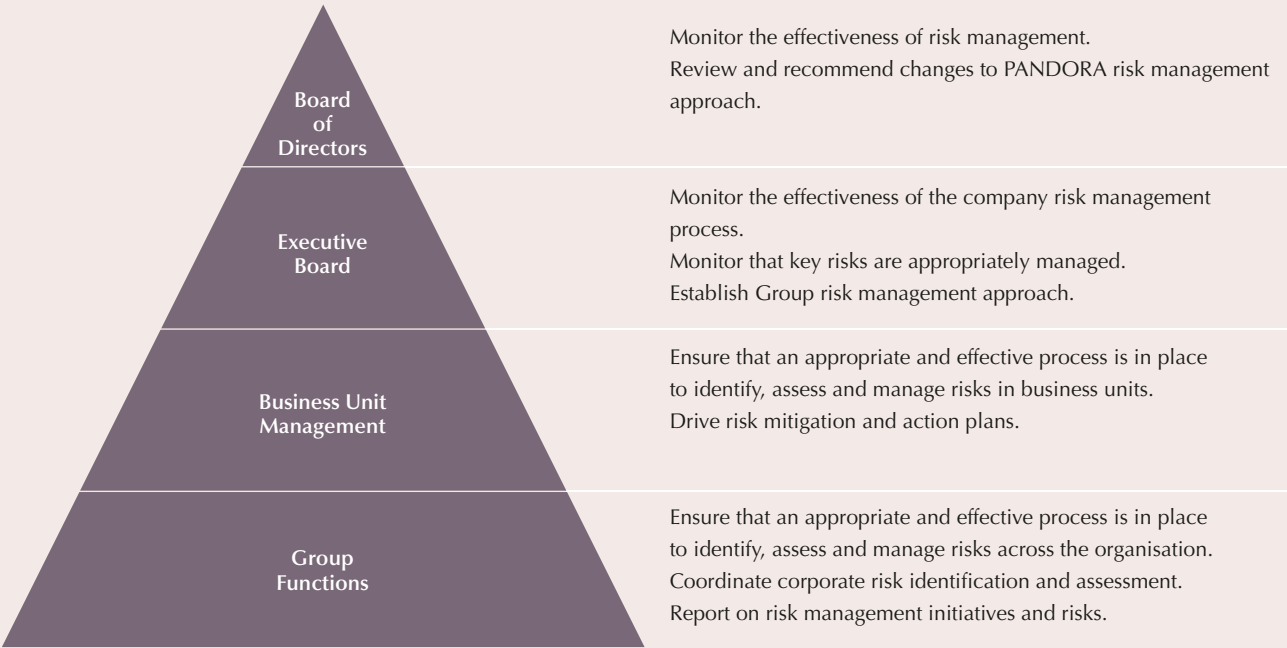 Board
of
Directors
Monitor the effectiveness of risk management.
Review and recommend changes to PANDORA risk management
approach.
Executive
Board
Monitor the effectiveness of the company risk management
process.
Monitor that key risks are appropriately managed.
Establish Group risk management approach.
Business Unit
Management
Ensure that an appropriate and effective process is in place
to identify, assess and manage risks in business units.
Drive risk mitigation and action plans.
Group
Functions
Ensure that an appropriate and effective process is in place
to identify, assess and manage risks across the organisation.
Coordinate corporate risk identification and assessment.
Report on risk management initiatives and risks.